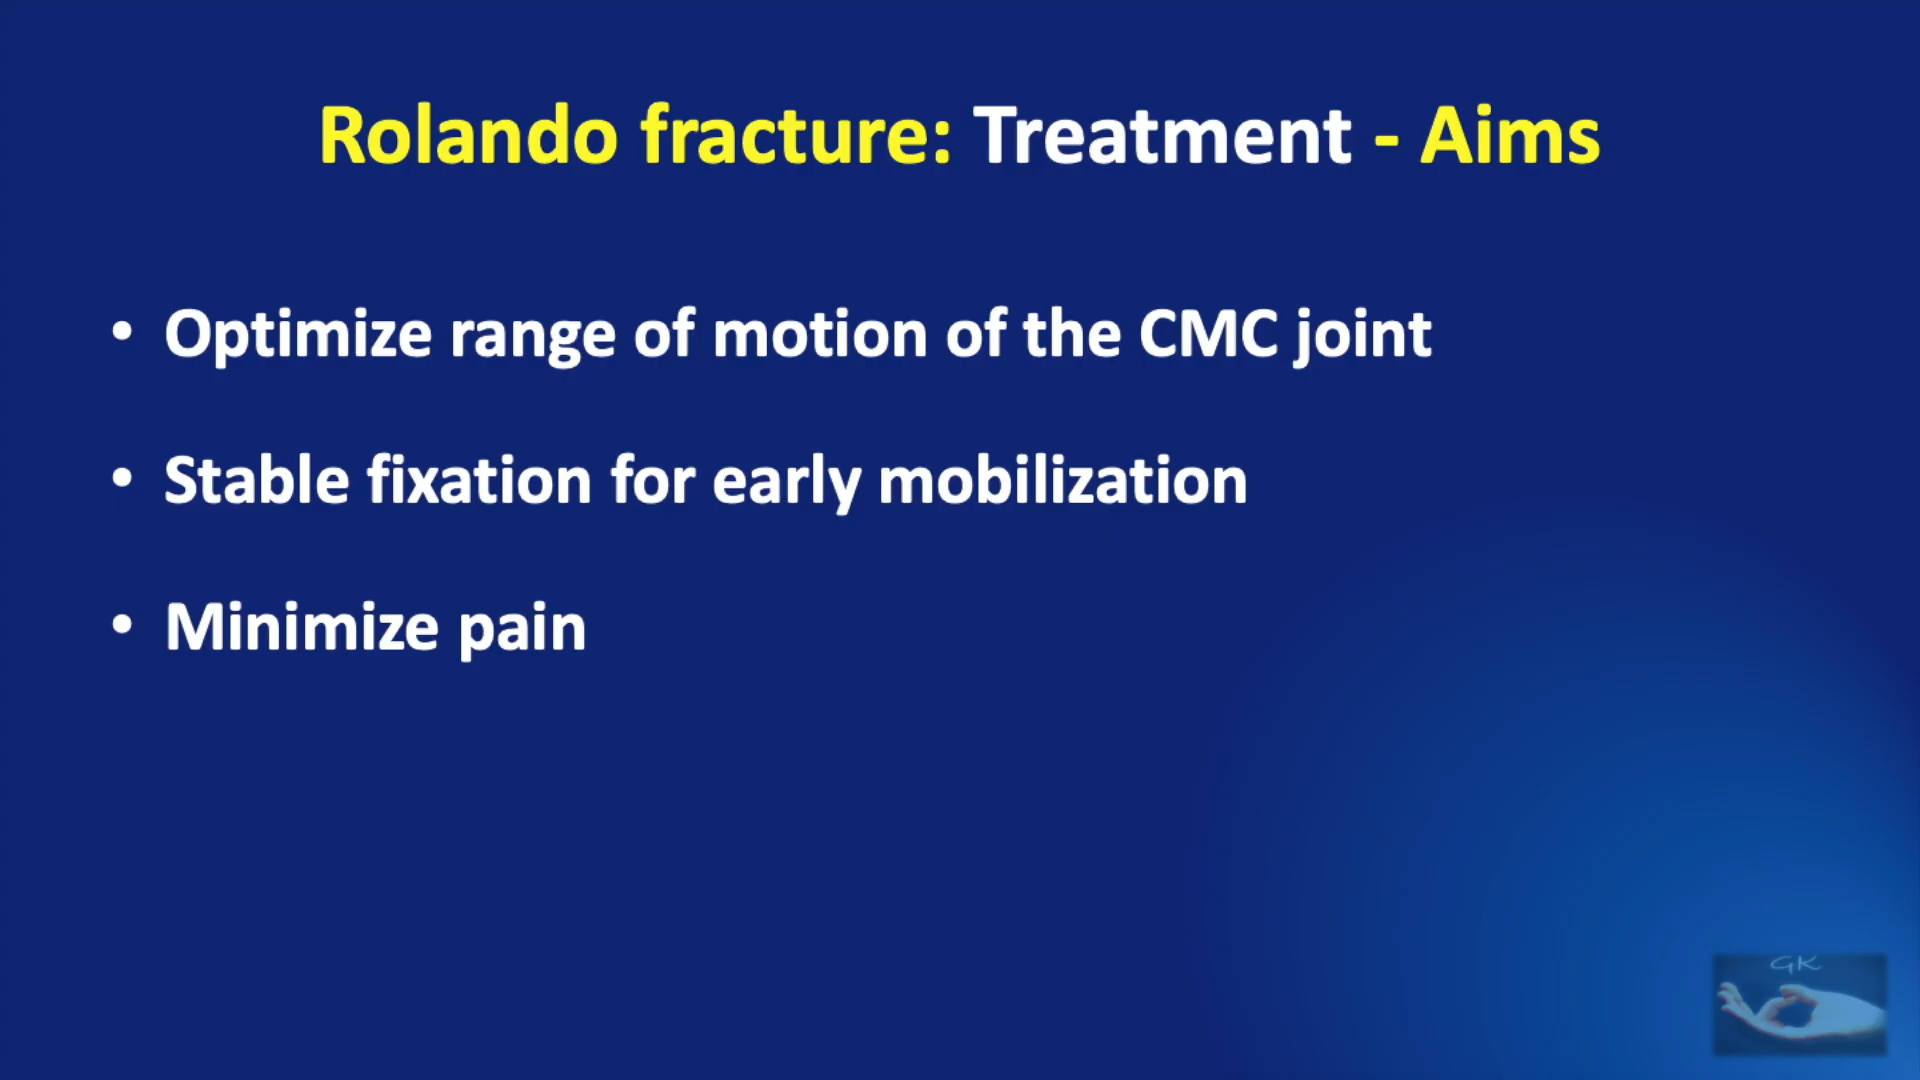 Rolando fracture: Treatment - Aims
• Optimize range of motion of the CMC joint
• Stable fixation for early mobilization
• Minimize pain
GK